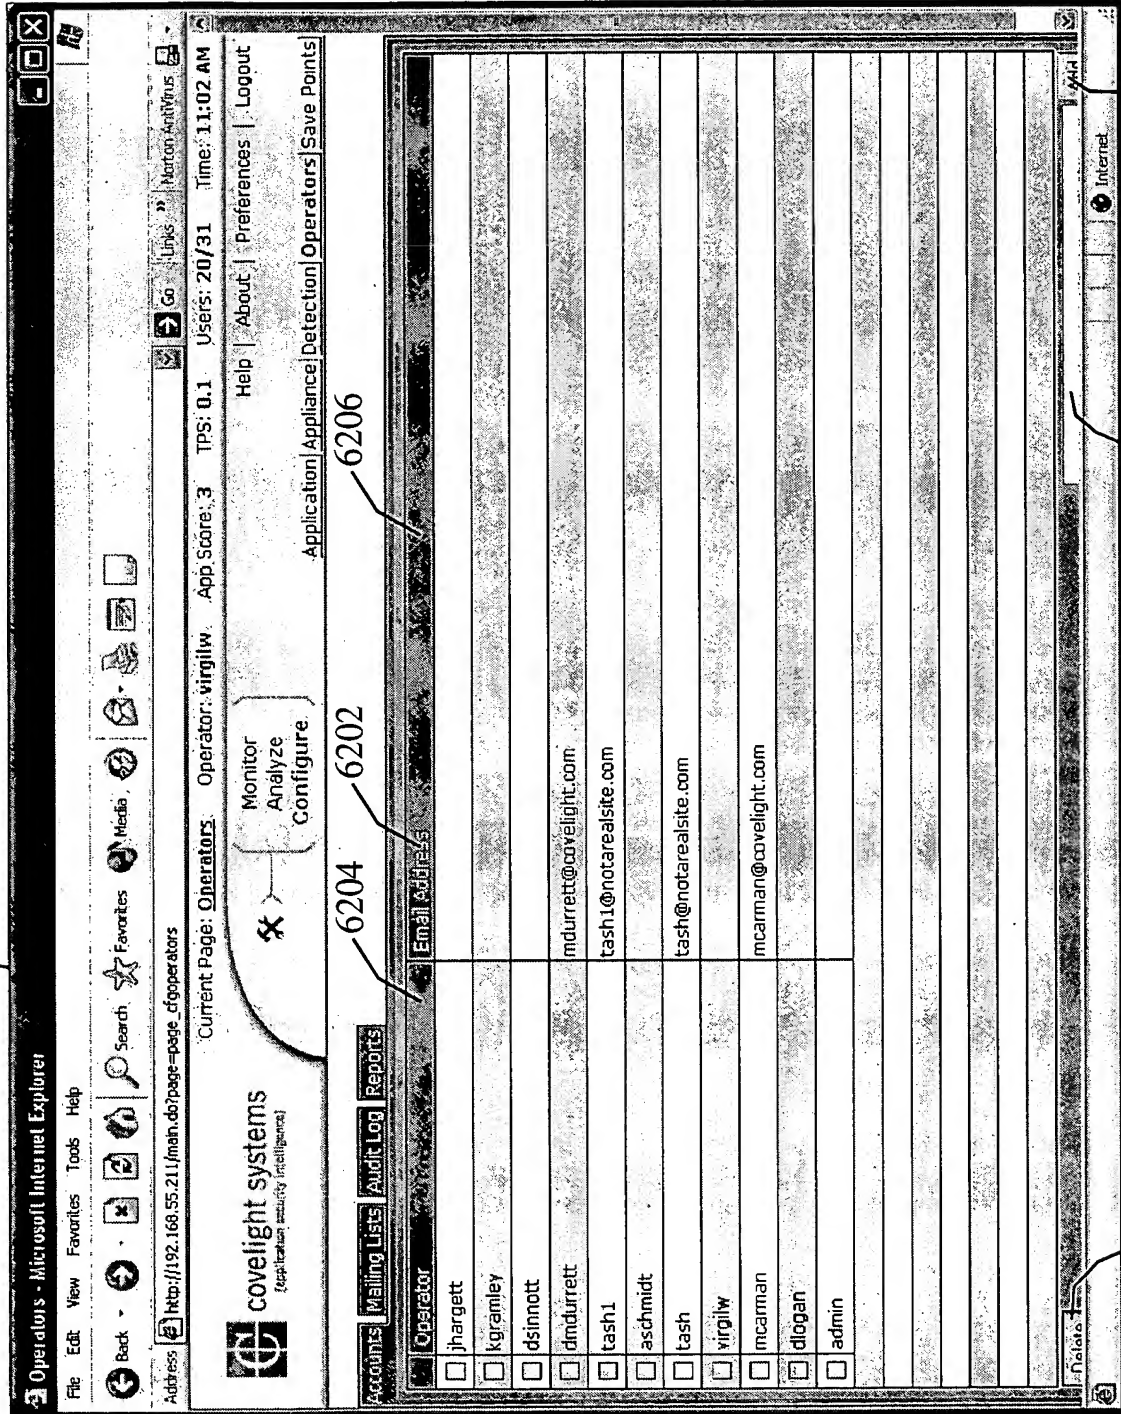 Operators - Microsoft Internet Explorer
File Edit View Favorites Tools Help
Back Search Favorites Media
Address http://192.168.55.211/main.do?page=page_cfgoperators Go Links » Norton AntiVirus
Current Page: Operators Operator: virgilw App Score: 3 TPS: 0.1 Users: 20/31 Time: 11:02 AM
covelight systems
[application security intelligence]
Monitor
Analyze
Configure
Help | About | Preferences | Logout
Application Appliance Detection Operators Save Points
6204 6202 6206
Accounts Mailing Lists Audit Log Reports
Operator Email Address
jhargett
kgramley
dsinnott
dmdurrett mdurrett@covelight.com
tash1 tash1@notarealsite.com
aschmidt
tash tash@notarealsite.com
virgilw
mcarman mcarman@covelight.com
dlogan
admin
Delete Add
Internet